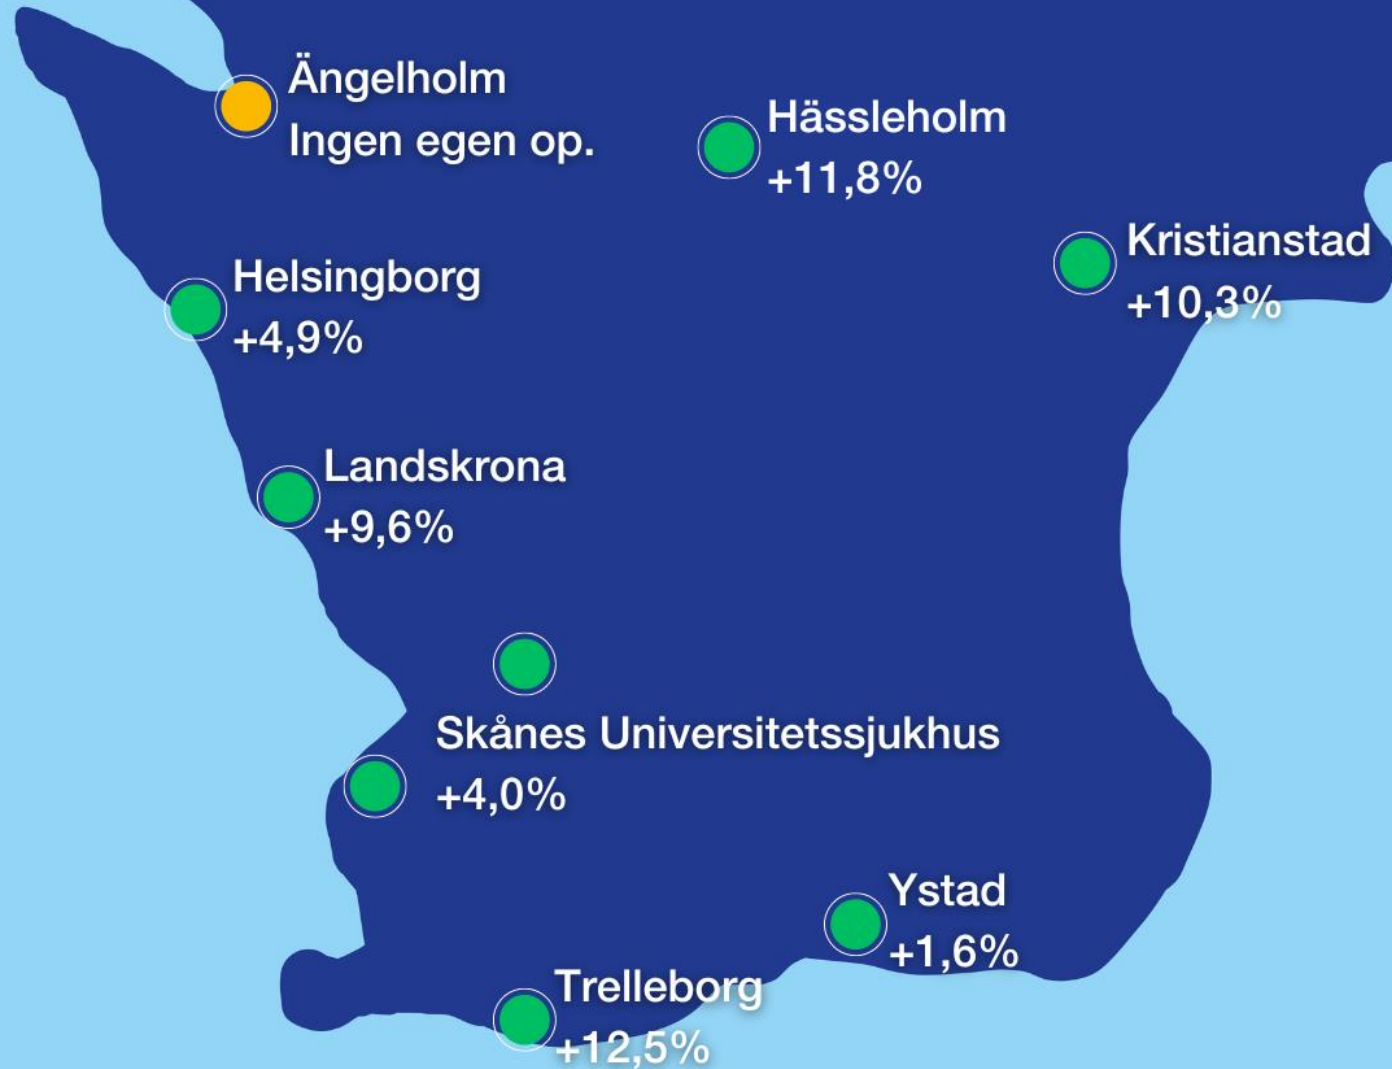 Ängelholm
Ingen egen op.
Hässleholm
+11,8%
Kristianstad
+10,3%
Helsingborg
+4,9%
Landskrona
+9,6%
Skånes Universitetssjukhus
+4,0%
Ystad
+1,6%
Trelleborg
+12,5%